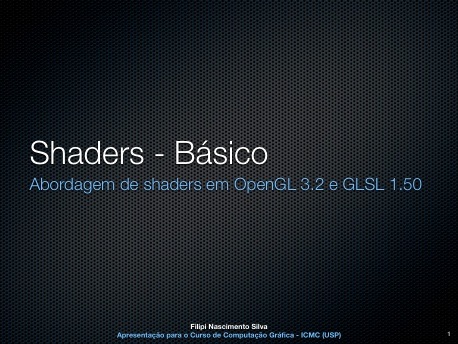 Shaders - Básico
Abordagem de shaders em OpenGL 3.2 e GLSL 1.50
Filipi Nascimento Silva
Apresentação para o Curso de Computação Gráfica - ICMC (USP)
1